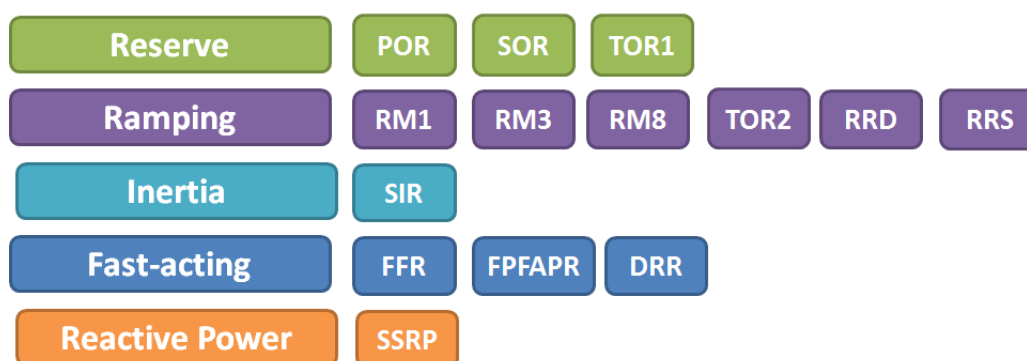 Reserve POR SOR TOR1
Ramping RM1 RM3 RM8 TOR2 RRD RRS
Inertia SIR
Fast-acting FFR FPFAPR DRR
Reactive Power SSRP